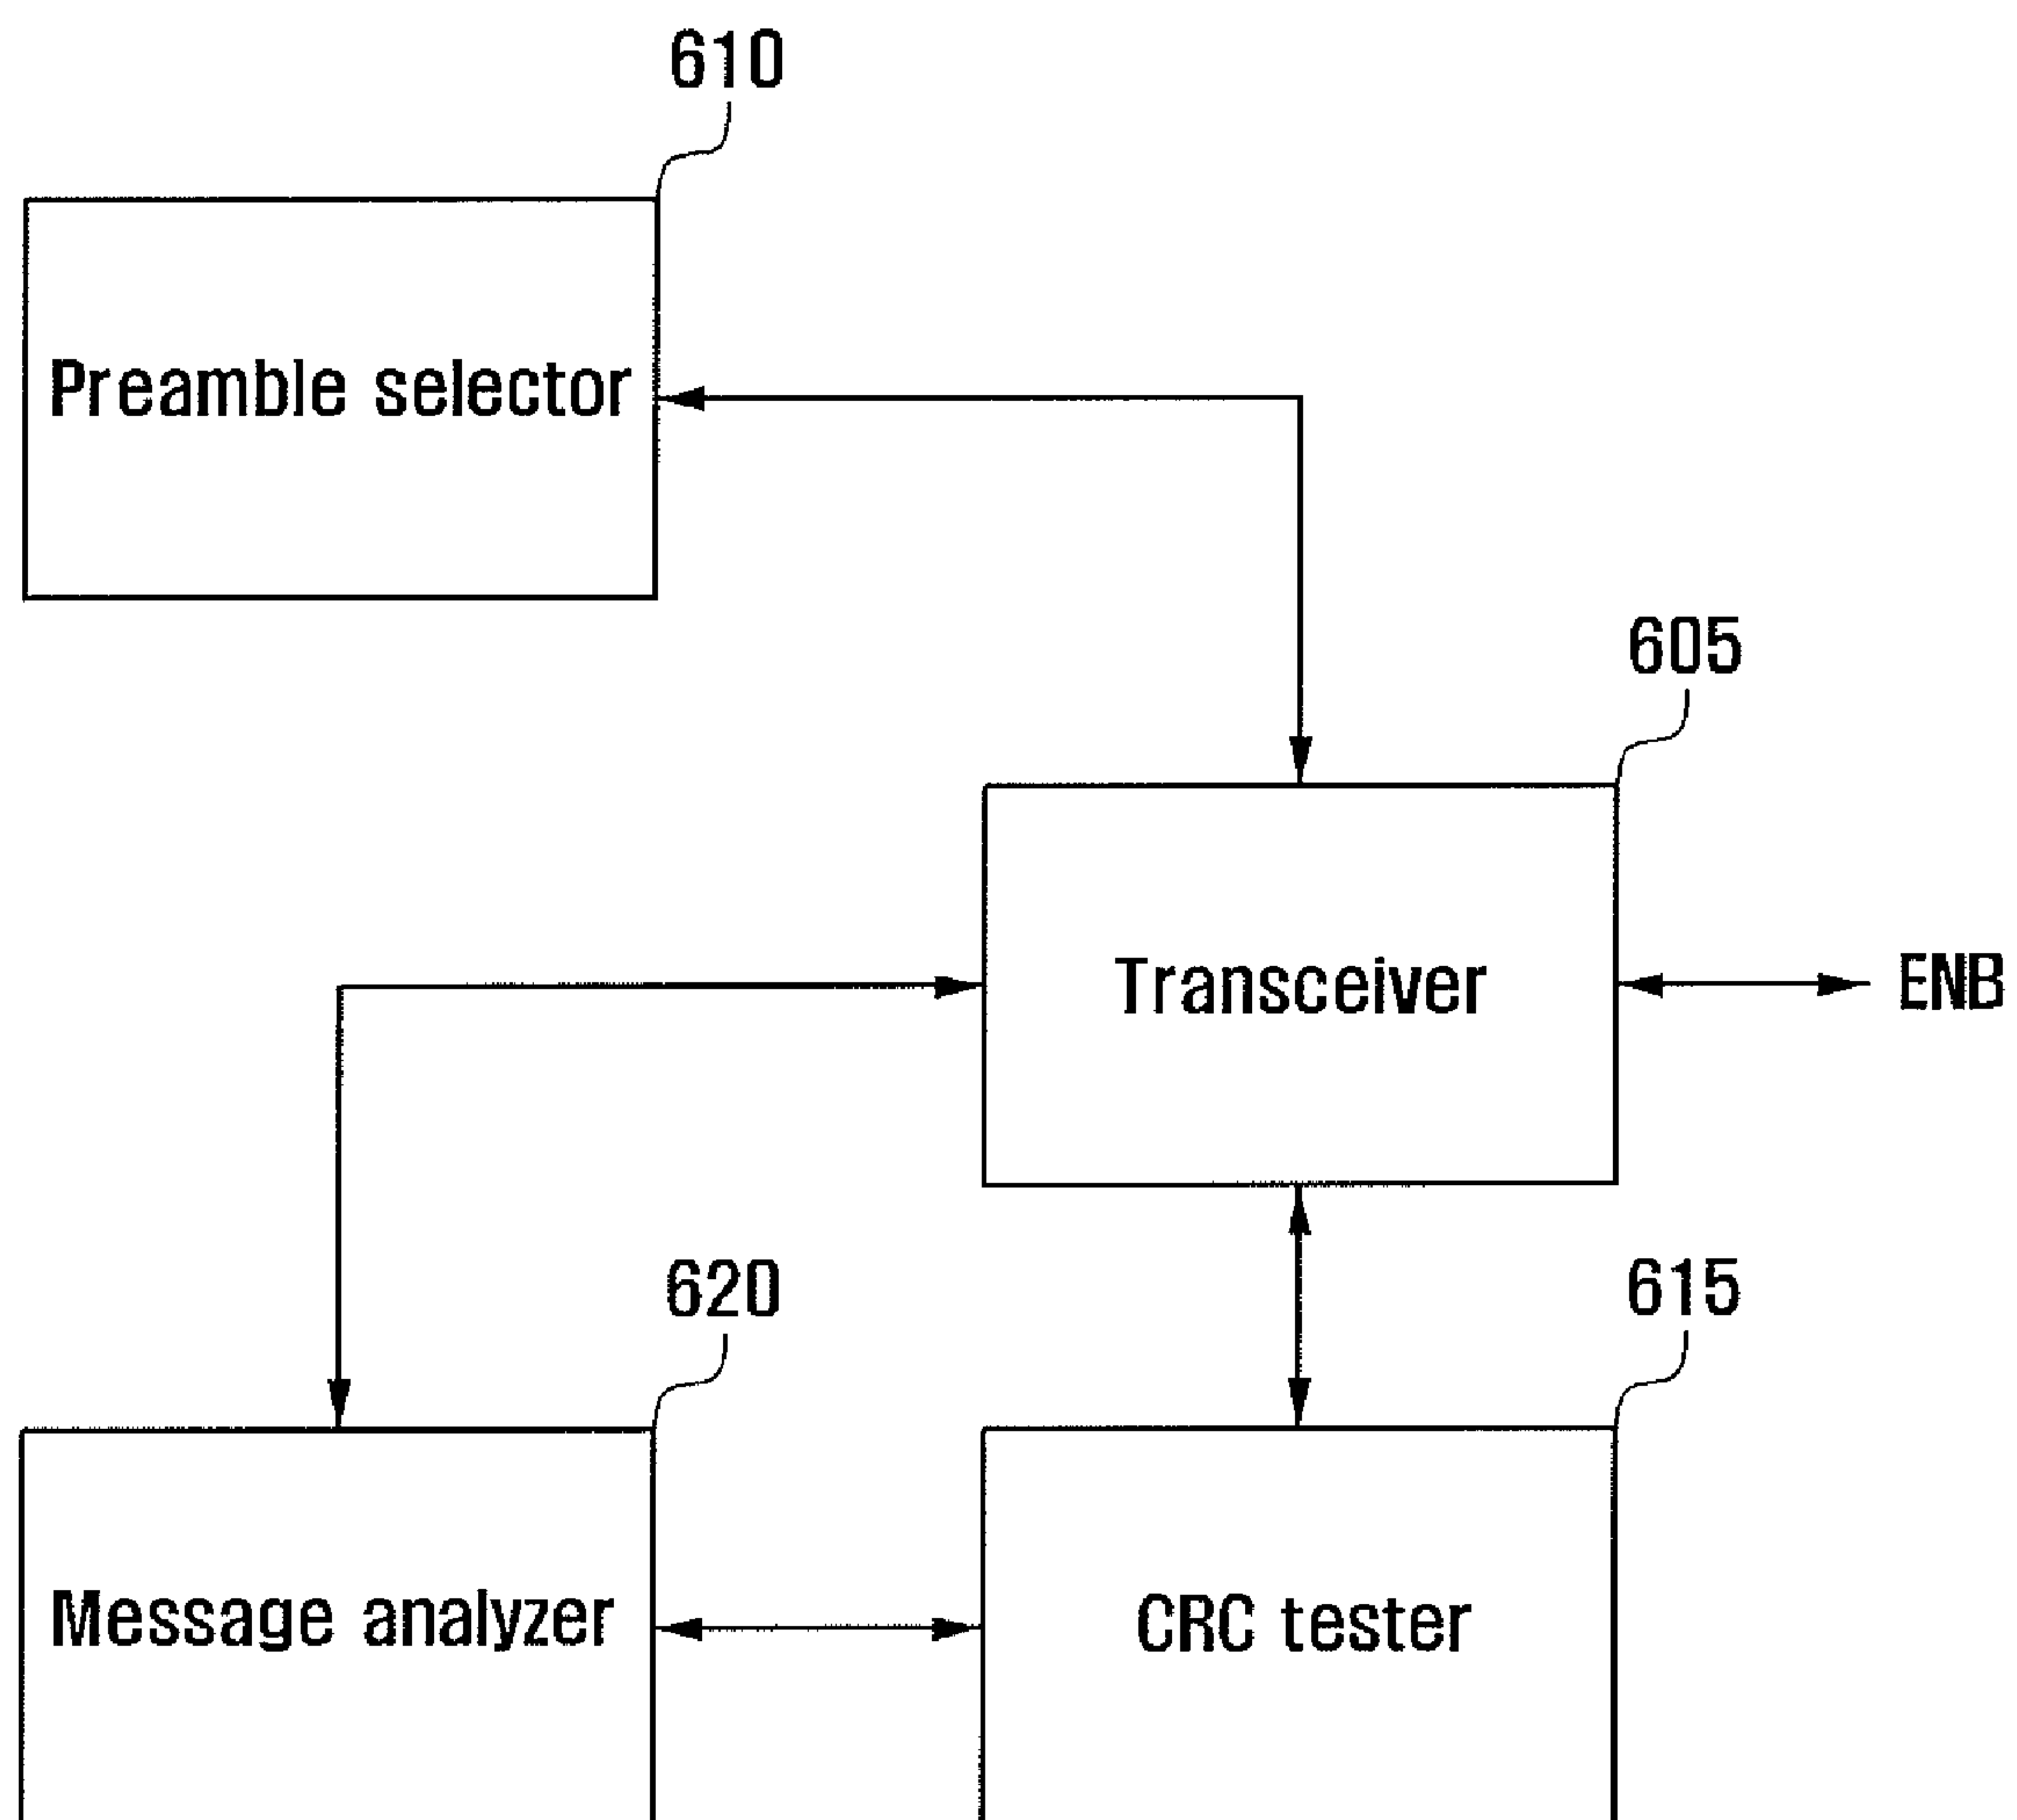 610
Preamble selector
605
Transceiver
ENB
620
615
Message analyzer
CRC tester